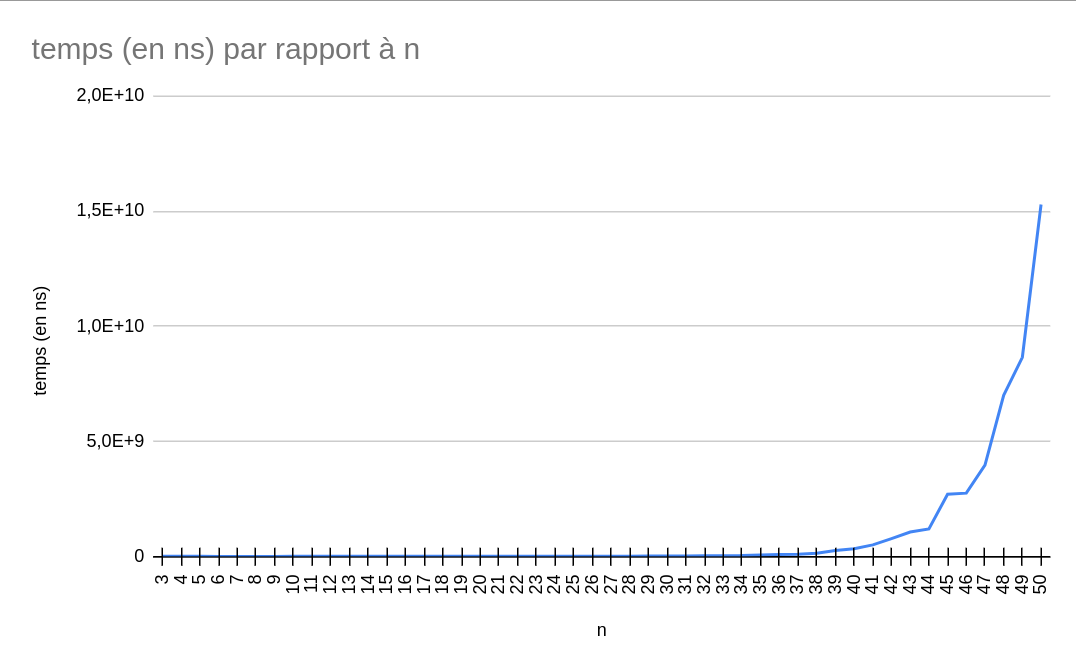 temps (en ns) par rapport à n
2,0E+10
1,5E+10
1,0E+10
5,0E+9
0
temps (en ns)
3 4 5 6 7 8 9 10 11 12 13 14 15 16 17 18 19 20 21 22 23 24 25 26 27 28 29 30 31 32 33 34 35 36 37 38 39 40 41 42 43 44 45 46 47 48 49 50
n